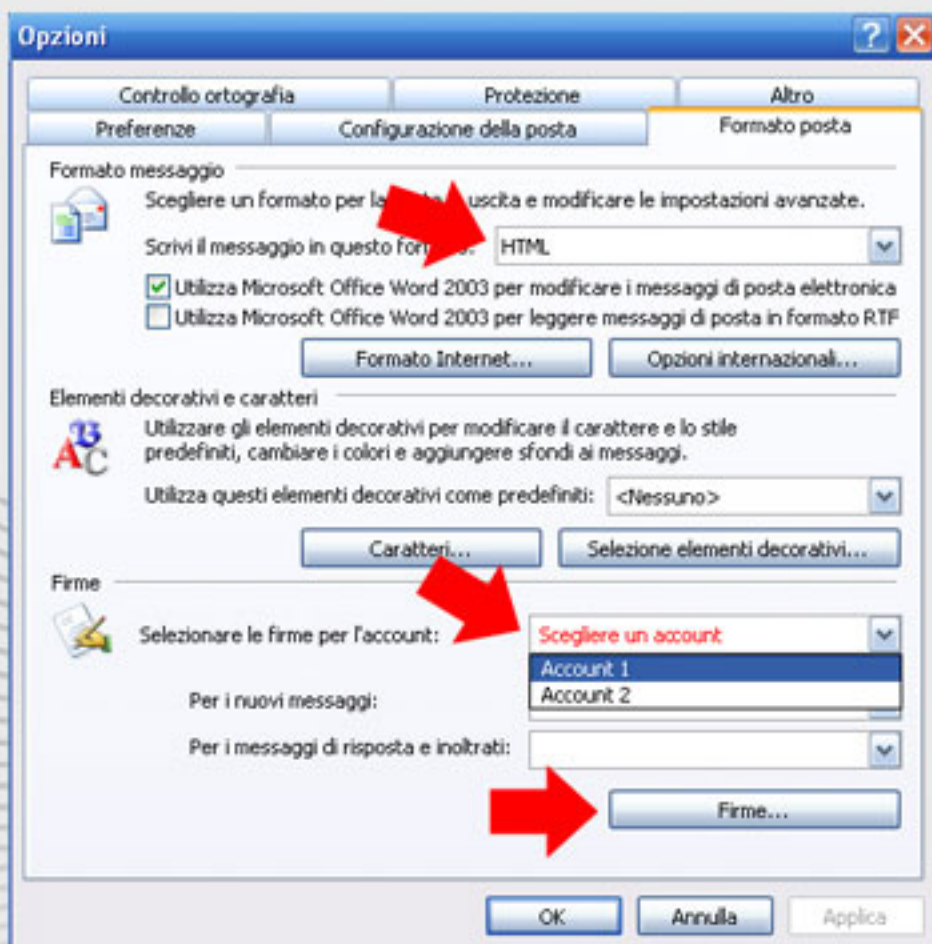 Opzioni
Controllo ortografia Protezione Altro
Preferenze Configurazione della posta Formato posta
Formato messaggio
Scegliere un formato per la uscita e modificare le impostazioni avanzate.
Scrivi il messaggio in questo HTML
Utilizza Microsoft Office Word 2003 per modificare i messaggi di posta elettronica
Utilizza Microsoft Office Word 2003 per leggere messaggi di posta in formato RTF
Formato Internet... Opzioni internazionali...
Elementi decorativi e caratteri
Utilizzare gli elementi decorativi per modificare il carattere e lo stile
predefiniti, cambiare i colori e aggiungere sfondi ai messaggi.
Utilizza questi elementi decorativi come predefiniti: <Nessuno>
Caratteri... Selezione elementi decorativi...
Firme
Selezionare le firme per l'account: Scegliere un account
Account 1
Account 2
Per i nuovi messaggi:
Per i messaggi di risposta e inoltrati:
Firme...
OK Annulla Applica